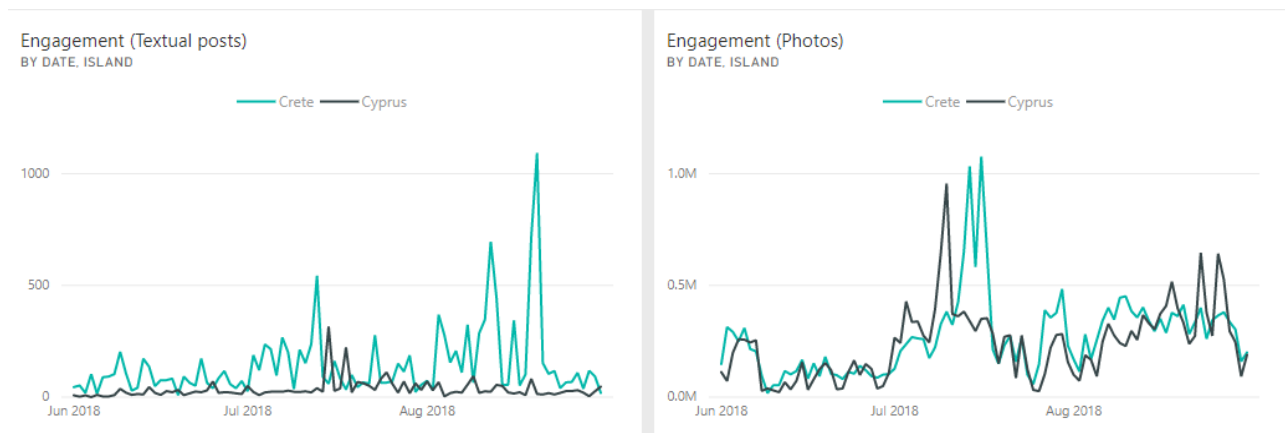 Engagement (Textual posts)
BY DATE, ISLAND
Crete Cyprus
1000
500
0
Jun 2018 Jul 2018 Aug 2018
Engagement (Photos)
BY DATE, ISLAND
Crete Cyprus
1.0M
0.5M
0.0M
Jun 2018 Jul 2018 Aug 2018